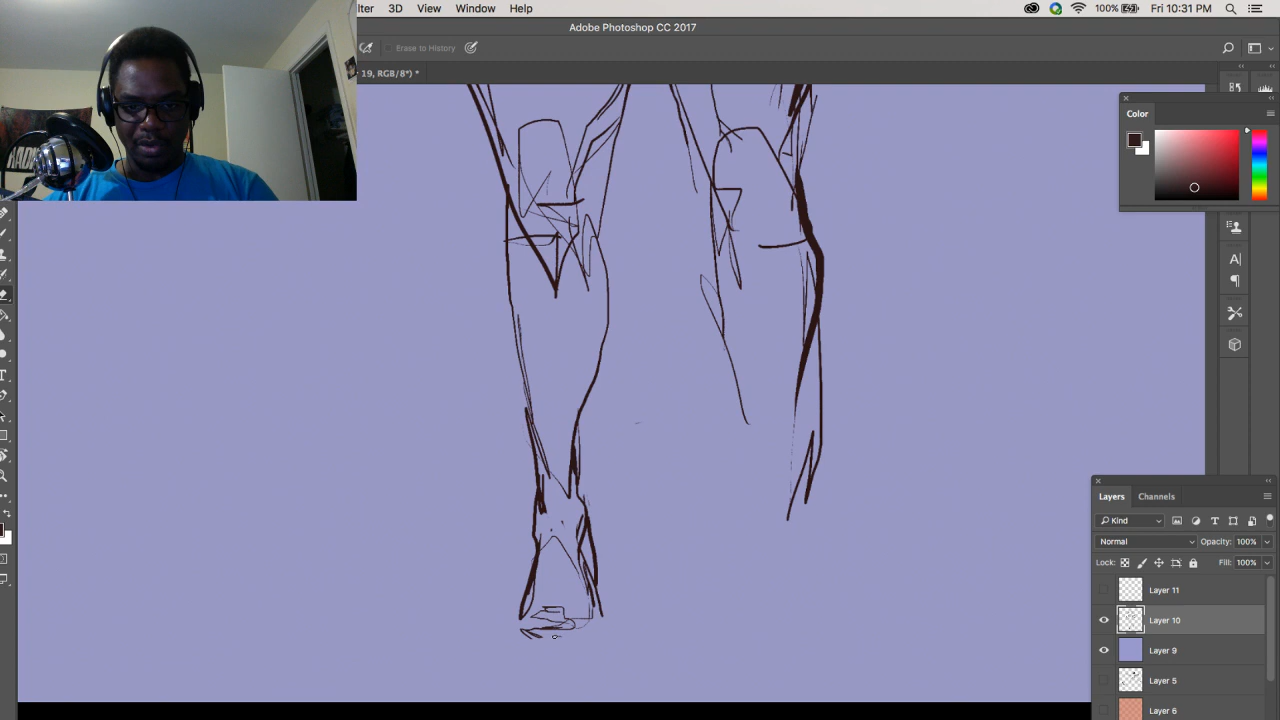 lter 3D View Window Help 100% Fri 10:31 PM
Adobe Photoshop CC 2017
Erase to History
19, RGB/8*) *
Color
A|
T
Layers Channels
Kind T
Normal Opacity: 100%
Lock: Fill: 100%
Layer 11
Layer 10
Layer 9
Layer 5
Layer 6